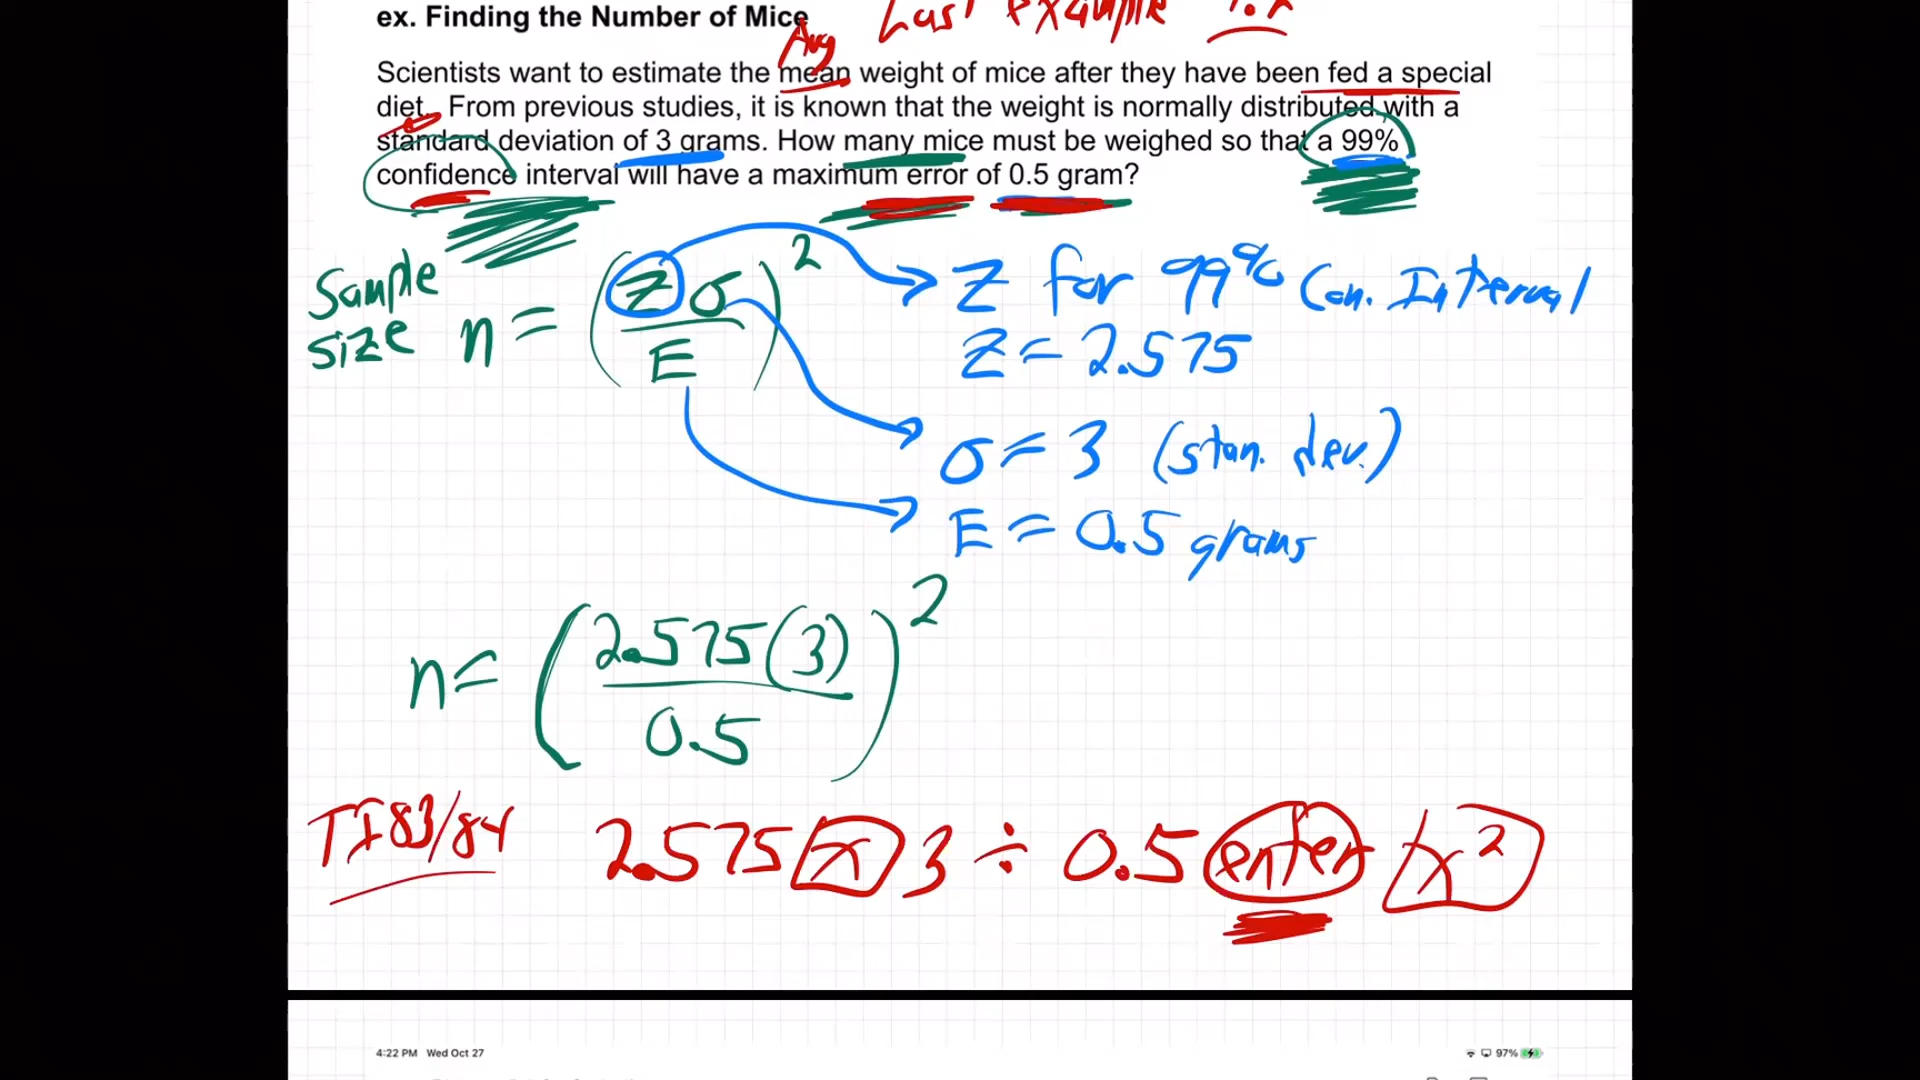 ex. Finding the Number of Mice
Last example
Avg
Scientists want to estimate the mean weight of mice after they have been fed a special
diet. From previous studies, it is known that the weight is normally distributed with a
standard deviation of 3 grams. How many mice must be weighed so that a 99%
confidence interval will have a maximum error of 0.5 gram?
Sample
size n = (Zσ/E)²
Z for 99% Con. Interval
Z = 2.575
σ = 3 (stan. dev.)
E = 0.5 grams
n = (2.575(3)/0.5)²
TI 83/84 2.575 x 3 ÷ 0.5 enter x²
4:22 PM Wed Oct 27
97%